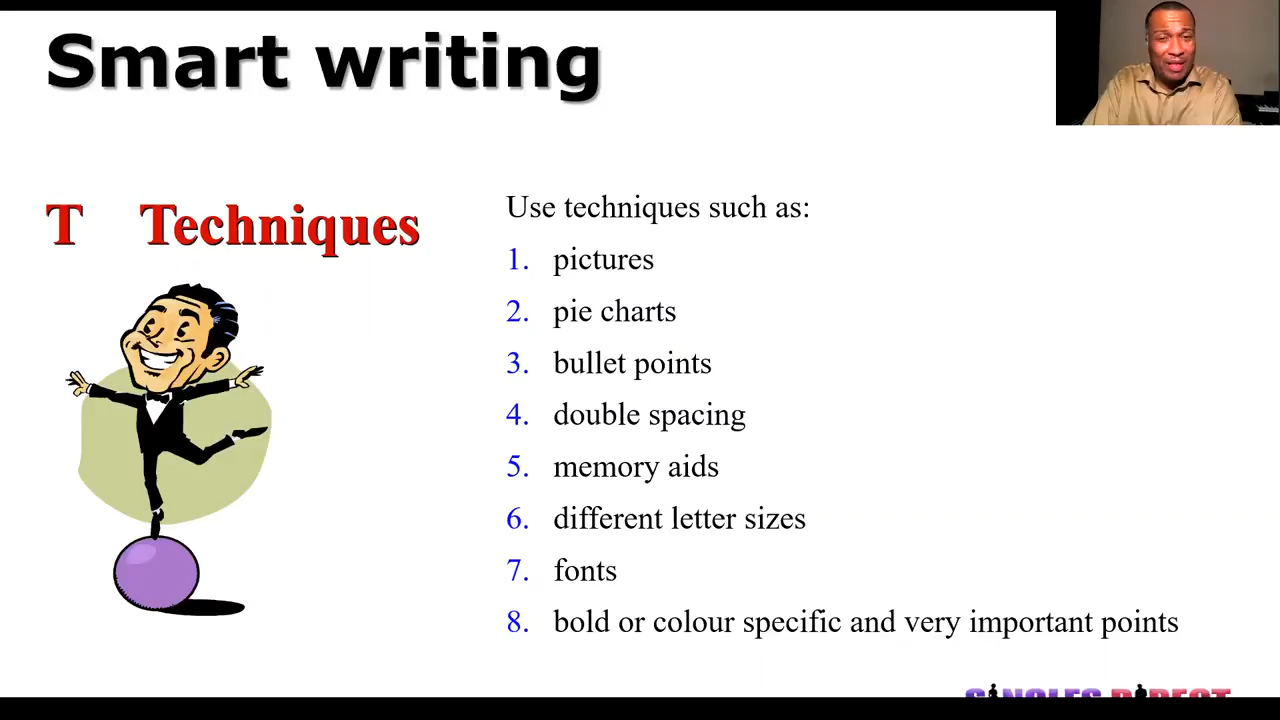 Smart writing
T Techniques
Use techniques such as:
1. pictures
2. pie charts
3. bullet points
4. double spacing
5. memory aids
6. different letter sizes
7. fonts
8. bold or colour specific and very important points